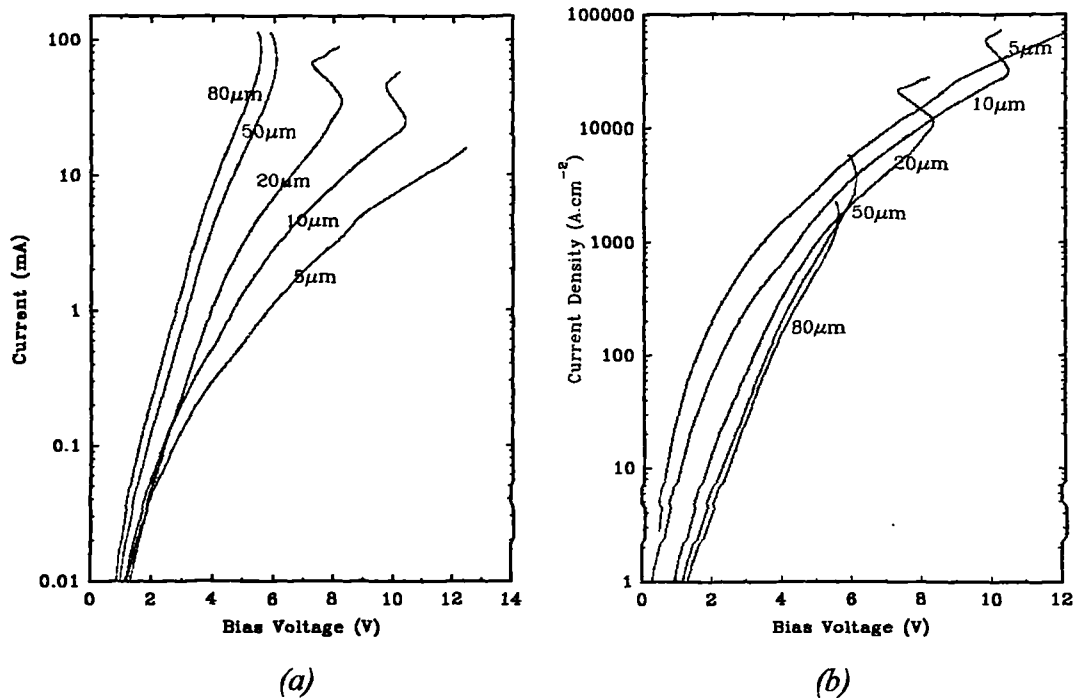 100
10
1
0.1
0.01
Current (mA)
80μm
50μm
20μm
10μm
5μm
0 2 4 6 8 10 12 14
Bias Voltage (V)
(a)
100000
10000
1000
100
10
1
Current Density (A.cm⁻²)
5μm
10μm
20μm
50μm
80μm
0 2 4 6 8 10 12
Bias Voltage (V)
(b)